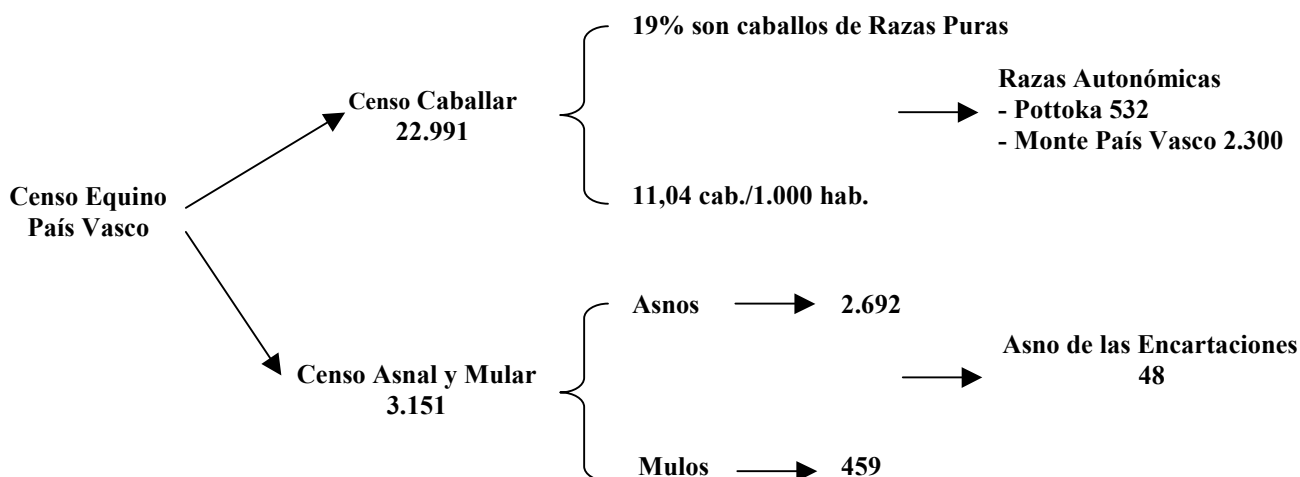 19% son caballos de Razas Puras
Censo Caballar
22.991
Razas Autonómicas
- Pottoka 532
- Monte País Vasco 2.300
11,04 cab./1.000 hab.
Censo Equino
País Vasco
Asnos
2.692
Censo Asnal y Mular
3.151
Asno de las Encartaciones
48
Mulos
459